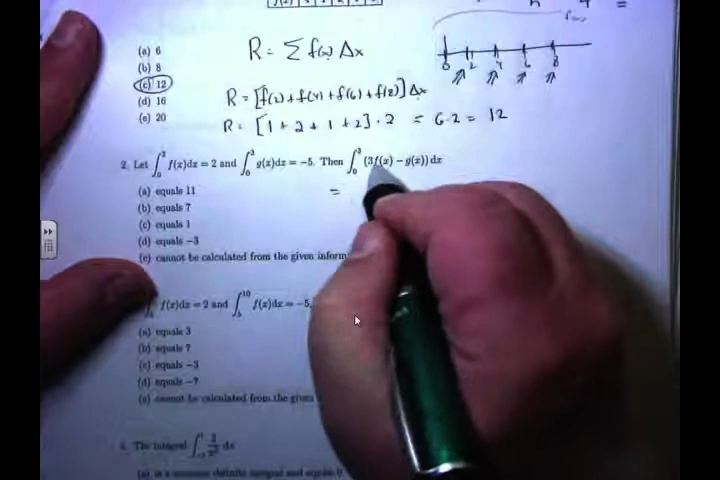 (a) 6
(b) 8
(c) 12
(d) 16
(e) 20
R = ∑ f(x) Δx
R = [f(2) + f(4) + f(6) + f(8)] Δx
R = [1 + 2 + 1 + 2] · 2 = 6·2 = 12
0 2 4 6 8
2. Let ∫₀³ f(x)dx = 2 and ∫₀³ g(x)dx = −5. Then ∫₀³ (3f(x) − g(x)) dx
=
(a) equals 11
(b) equals 7
(c) equals 1
(d) equals −3
(e) cannot be calculated from the given
f(x)dx = 2 and ∫ ¹⁰ f(x)dx = −5,
(a) equals 3
(b) equals 7
(c) equals −3
(d) equals −7
(e) cannot be calculated from the given
The integral